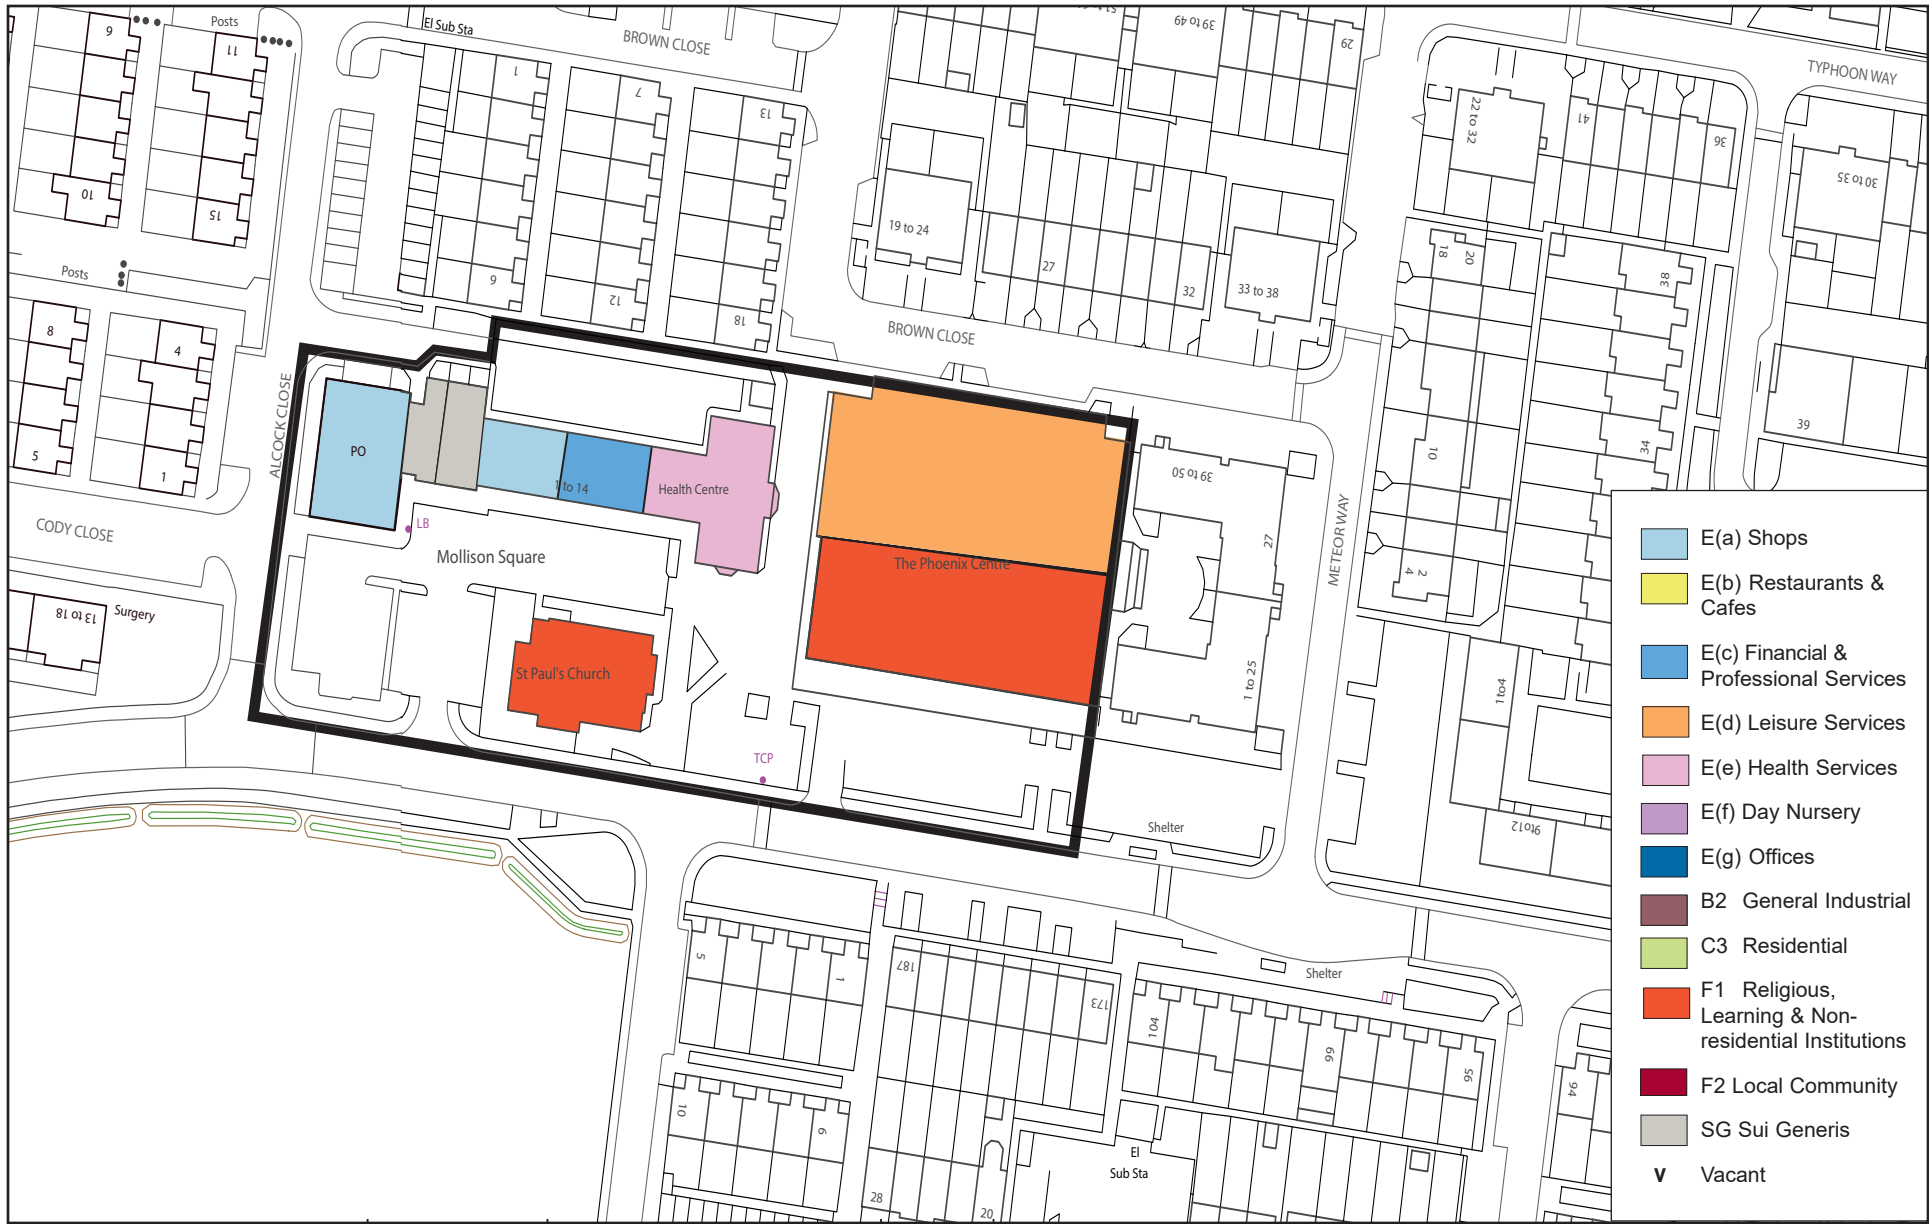 El Sub Sta
Posts
BROWN CLOSE
39 to 49
29
TYPHOON WAY
9
11
1
7
13
22 to 32
41
36
30 to 35
10
15
19 to 24
27
32
33 to 38
18
20
38
Posts
9
12
18
BROWN CLOSE
8
4
5
1
ALCOCK CLOSE
PO
1 to 14
Health Centre
39 to 50
27
METEOR WAY
10
34
39
2
4
CODY CLOSE
LB
Mollison Square
The Phoenix Centre
13 to 18
Surgery
St Paul's Church
1 to 25
1to4
TCP
Shelter
9to12
5
1
187
173
Shelter
104
99
56
94
10
6
28
20
El
Sub Sta
E(a) Shops
E(b) Restaurants &
Cafes
E(c) Financial &
Professional Services
E(d) Leisure Services
E(e) Health Services
E(f) Day Nursery
E(g) Offices
B2 General Industrial
C3 Residential
F1 Religious,
Learning & Non-
residential Institutions
F2 Local Community
SG Sui Generis
V Vacant